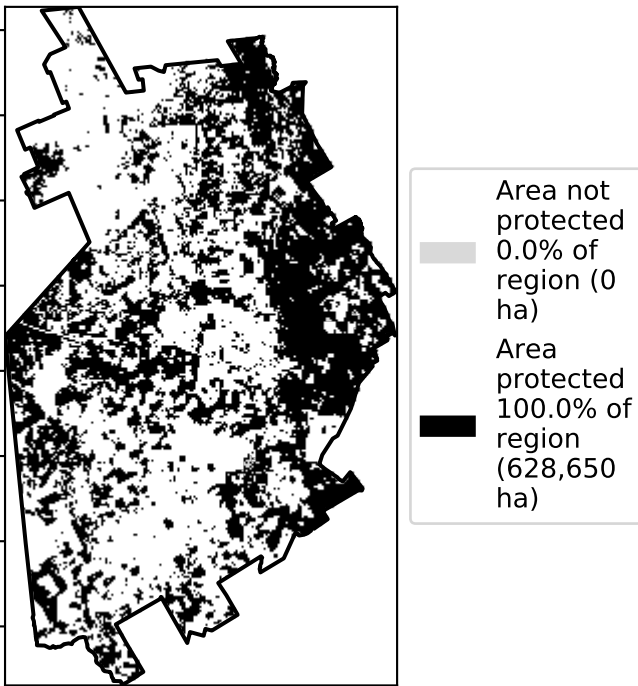 Area not
protected
0.0% of
region (0
ha)
Area
protected
100.0% of
region
(628,650
ha)